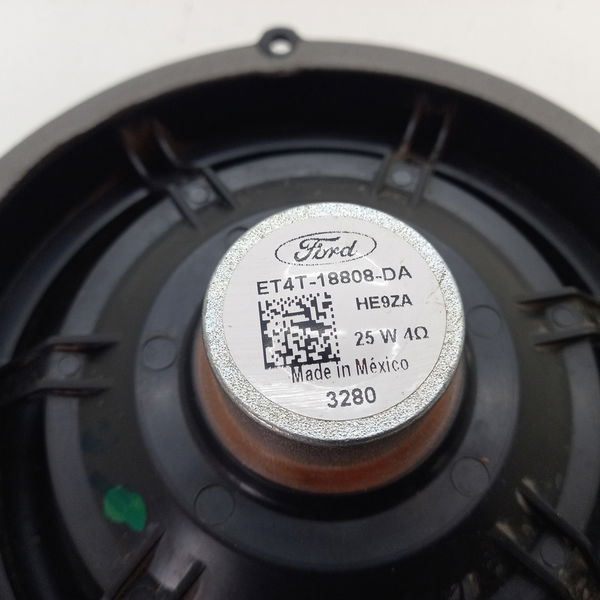 Ford
ET4T-18808-DA
HE9ZA
25 W 4Ω
Made in México
3280